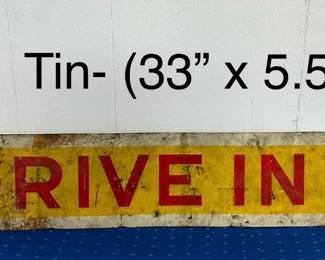 Tin- (33” x 5.5
RIVE IN